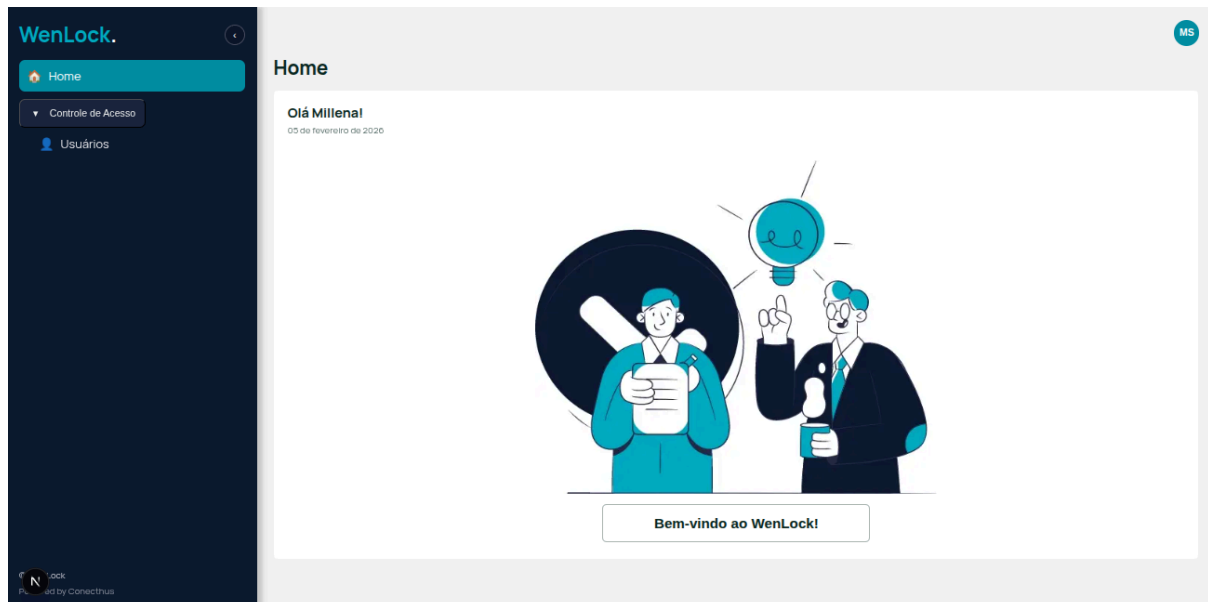 WenLock.
MS
Home
Home
Controle de Acesso
Usuários
Olá Millena!
05 de fevereiro de 2026
Bem-vindo ao WenLock!
N
by Conecthus